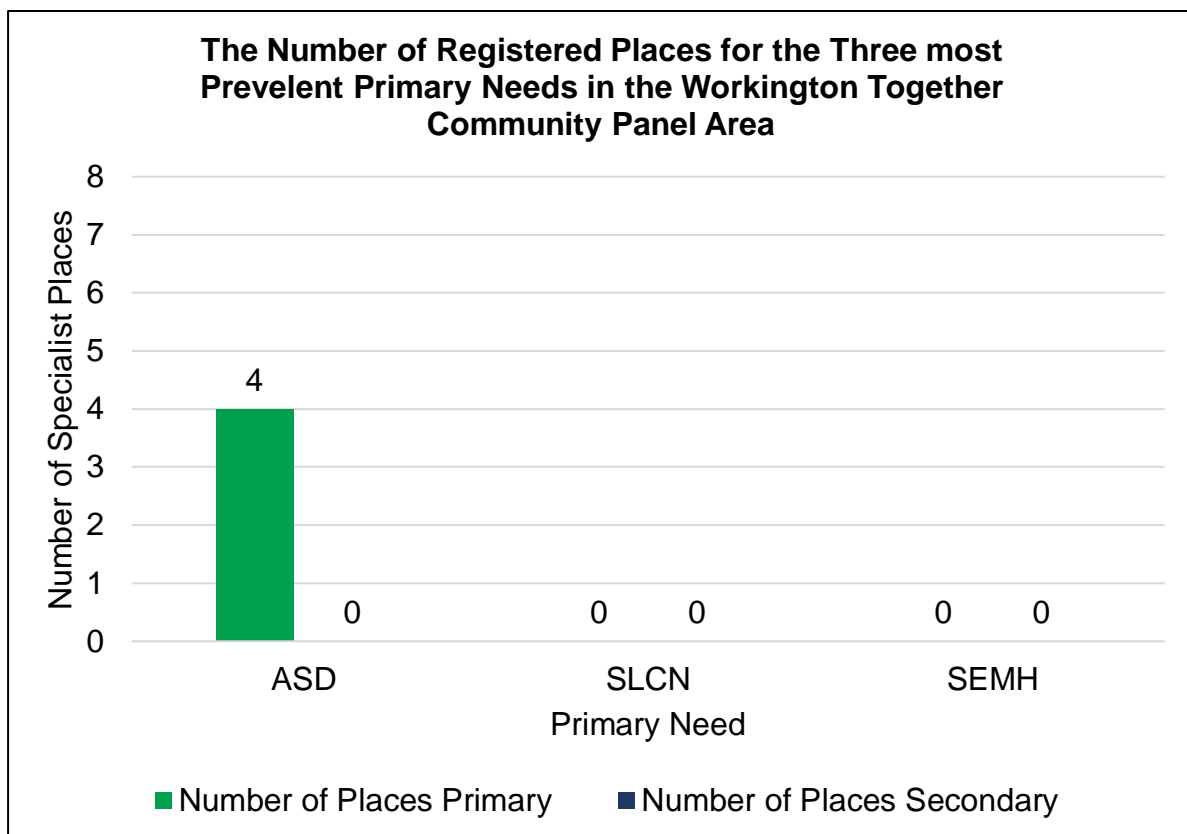 The Number of Registered Places for the Three most
Prevelent Primary Needs in the Workington Together
Community Panel Area
Number of Specialist Places
8
7
6
5
4
3
2
1
0
4
0
0
0
0
0
ASD
SLCN
SEMH
Primary Need
Number of Places Primary
Number of Places Secondary